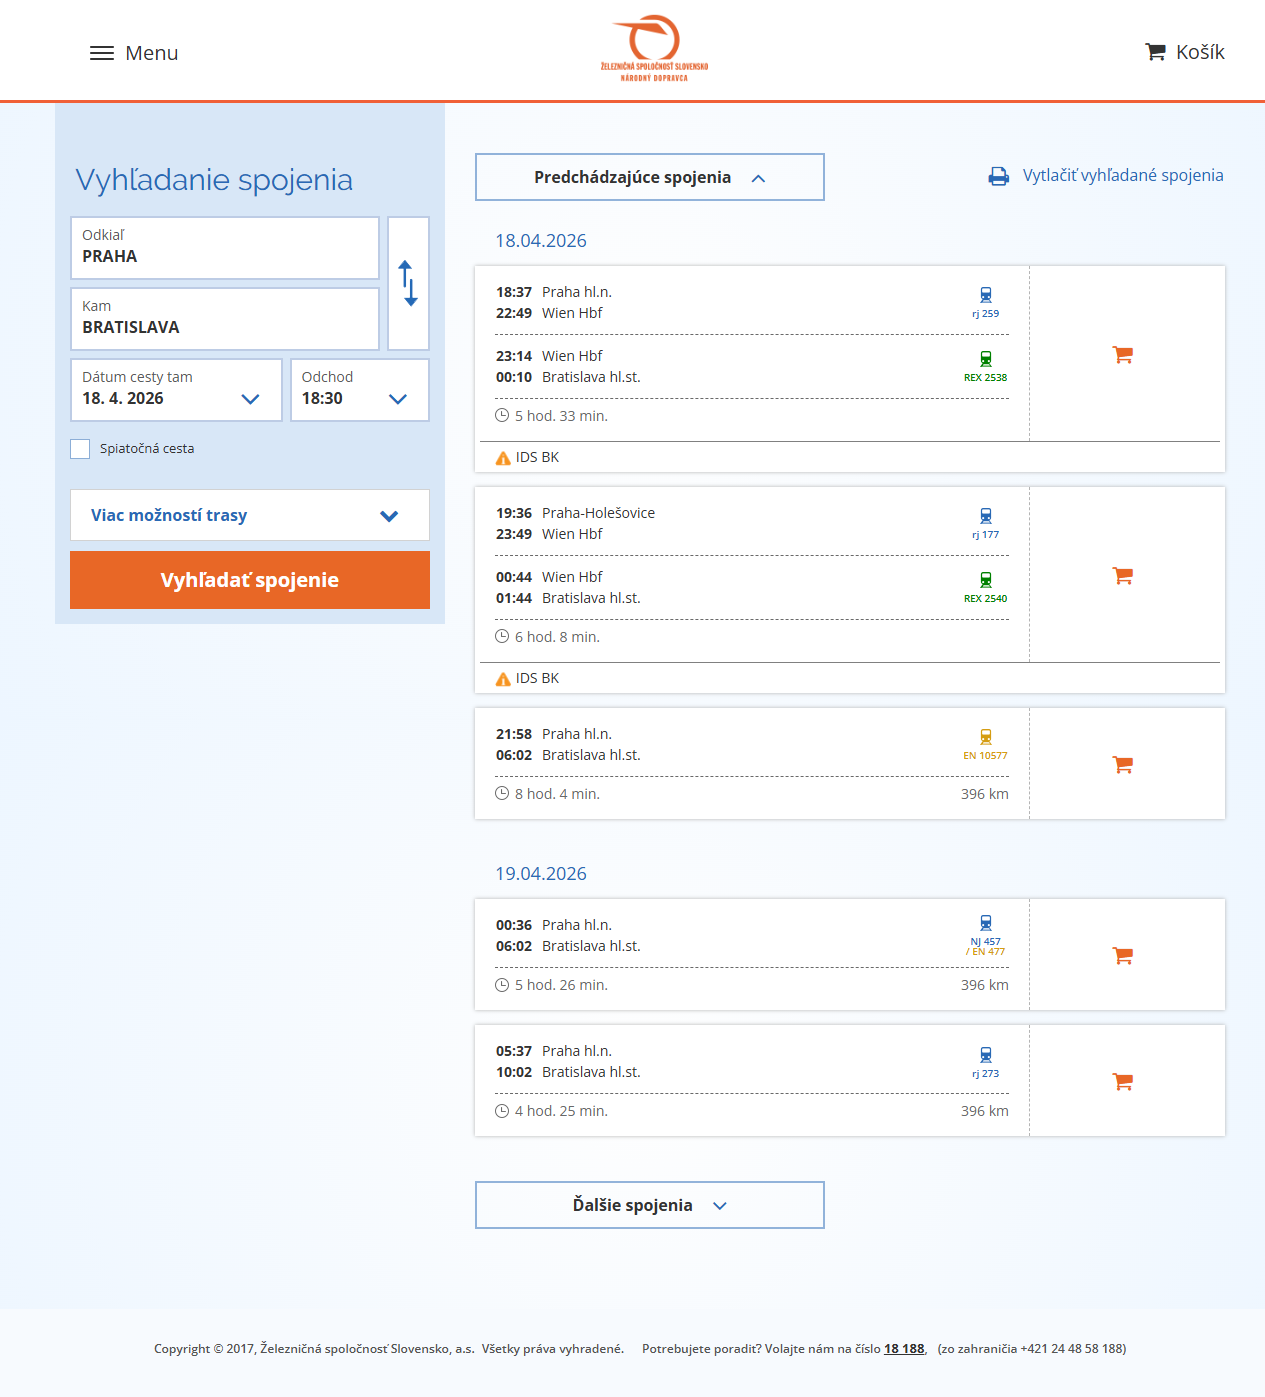 Menu
ŽELEZNIČNÁ SPOLOČNOSŤ SLOVENSKO
NÁRODNÝ DOPRAVCA
Košík
Vyhľadanie spojenia
Odkiaľ
PRAHA
Kam
BRATISLAVA
Dátum cesty tam
18. 4. 2026
Odchod
18:30
Spiatočná cesta
Viac možností trasy
Vyhľadať spojenie
Predchádzajúce spojenia
Vytlačiť vyhľadané spojenia
18.04.2026
18:37 Praha hl.n.
22:49 Wien Hbf
rj 259
23:14 Wien Hbf
00:10 Bratislava hl.st.
REX 2538
5 hod. 33 min.
IDS BK
19:36 Praha-Holešovice
23:49 Wien Hbf
rj 177
00:44 Wien Hbf
01:44 Bratislava hl.st.
REX 2540
6 hod. 8 min.
IDS BK
21:58 Praha hl.n.
06:02 Bratislava hl.st.
EN 10577
8 hod. 4 min. 396 km
19.04.2026
00:36 Praha hl.n.
06:02 Bratislava hl.st.
NJ 457
/ EN 477
5 hod. 26 min. 396 km
05:37 Praha hl.n.
10:02 Bratislava hl.st.
rj 273
4 hod. 25 min. 396 km
Ďalšie spojenia
Copyright © 2017, Železničná spoločnosť Slovensko, a.s. Všetky práva vyhradené. Potrebujete poradiť? Volajte nám na číslo 18 188, (zo zahraničia +421 24 48 58 188)